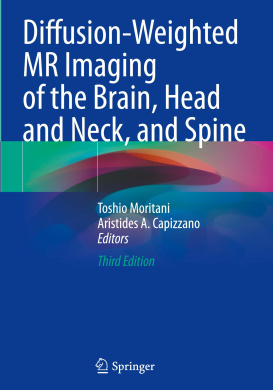 Diffusion-Weighted
MR Imaging
of the Brain, Head
and Neck, and Spine
Toshio Moritani
Aristides A. Capizzano
Editors
Third Edition
Springer